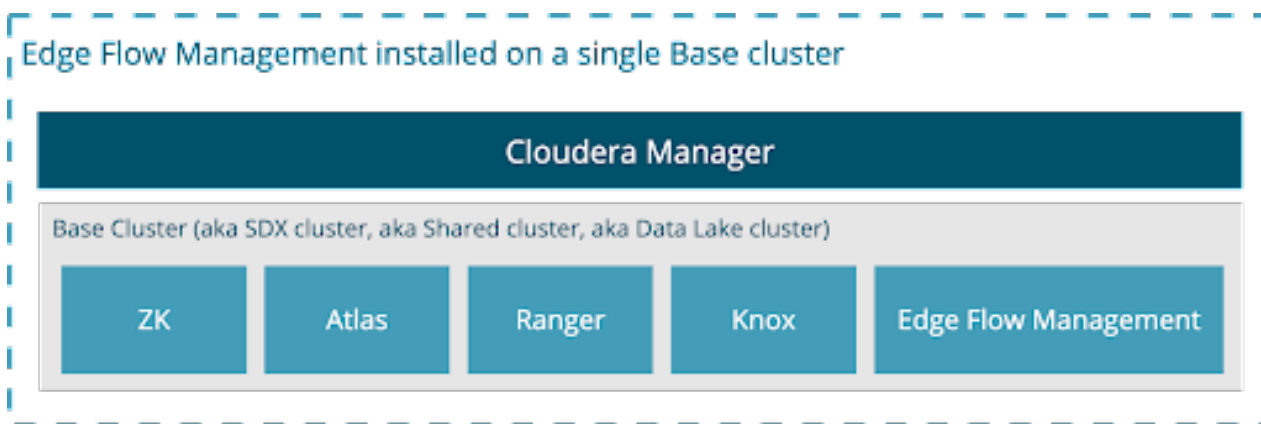 Edge Flow Management installed on a single Base cluster
Cloudera Manager
Base Cluster (aka SDX cluster, aka Shared cluster, aka Data Lake cluster)
ZK Atlas Ranger Knox Edge Flow Management